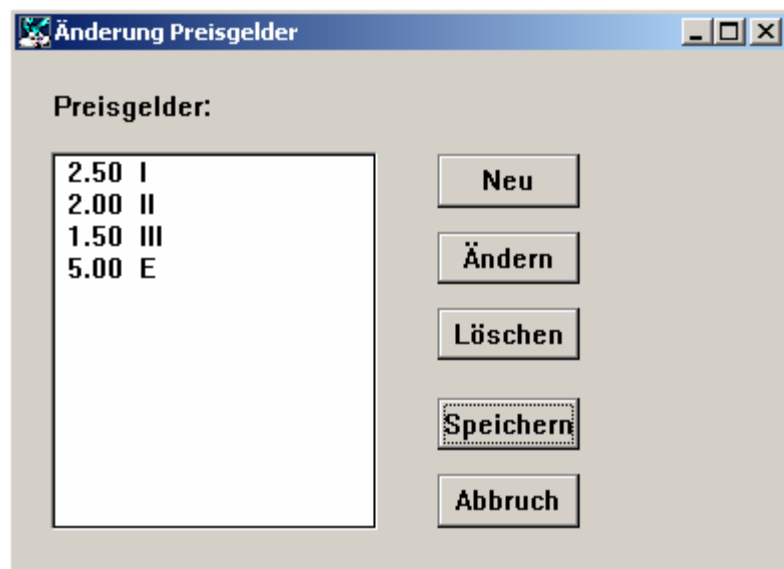 Änderung Preisgelder
Preisgelder:
2.50 I
2.00 II
1.50 III
5.00 E
Neu
Ändern
Löschen
Speichern
Abbruch